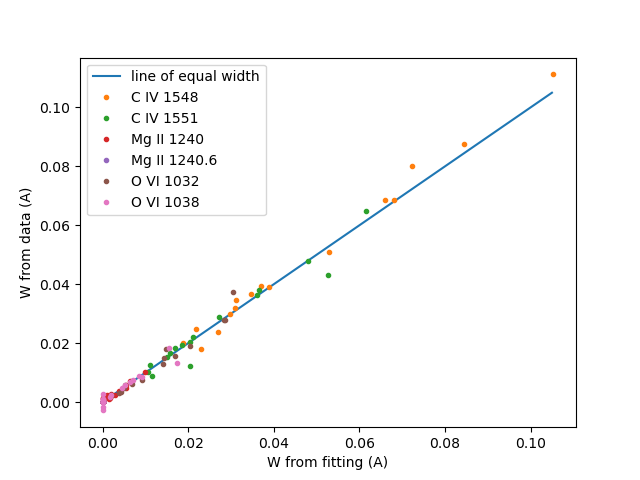 line of equal width
C IV 1548
C IV 1551
Mg II 1240
Mg II 1240.6
O VI 1032
O VI 1038
0.10
0.08
0.06
0.04
0.02
0.00
W from data (A)
0.00 0.02 0.04 0.06 0.08 0.10
W from fitting (A)